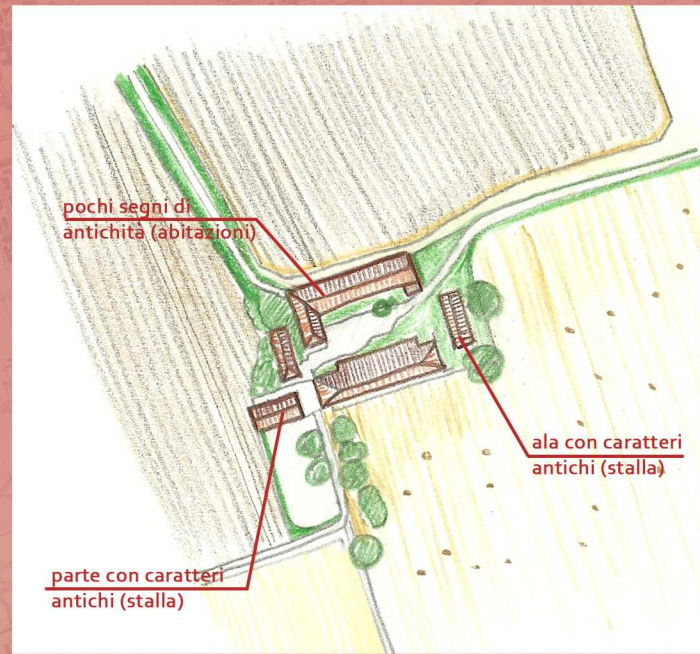 pochi segni di
antichità (abitazioni)
ala con caratteri
antichi (stalla)
parte con caratteri
antichi (stalla)